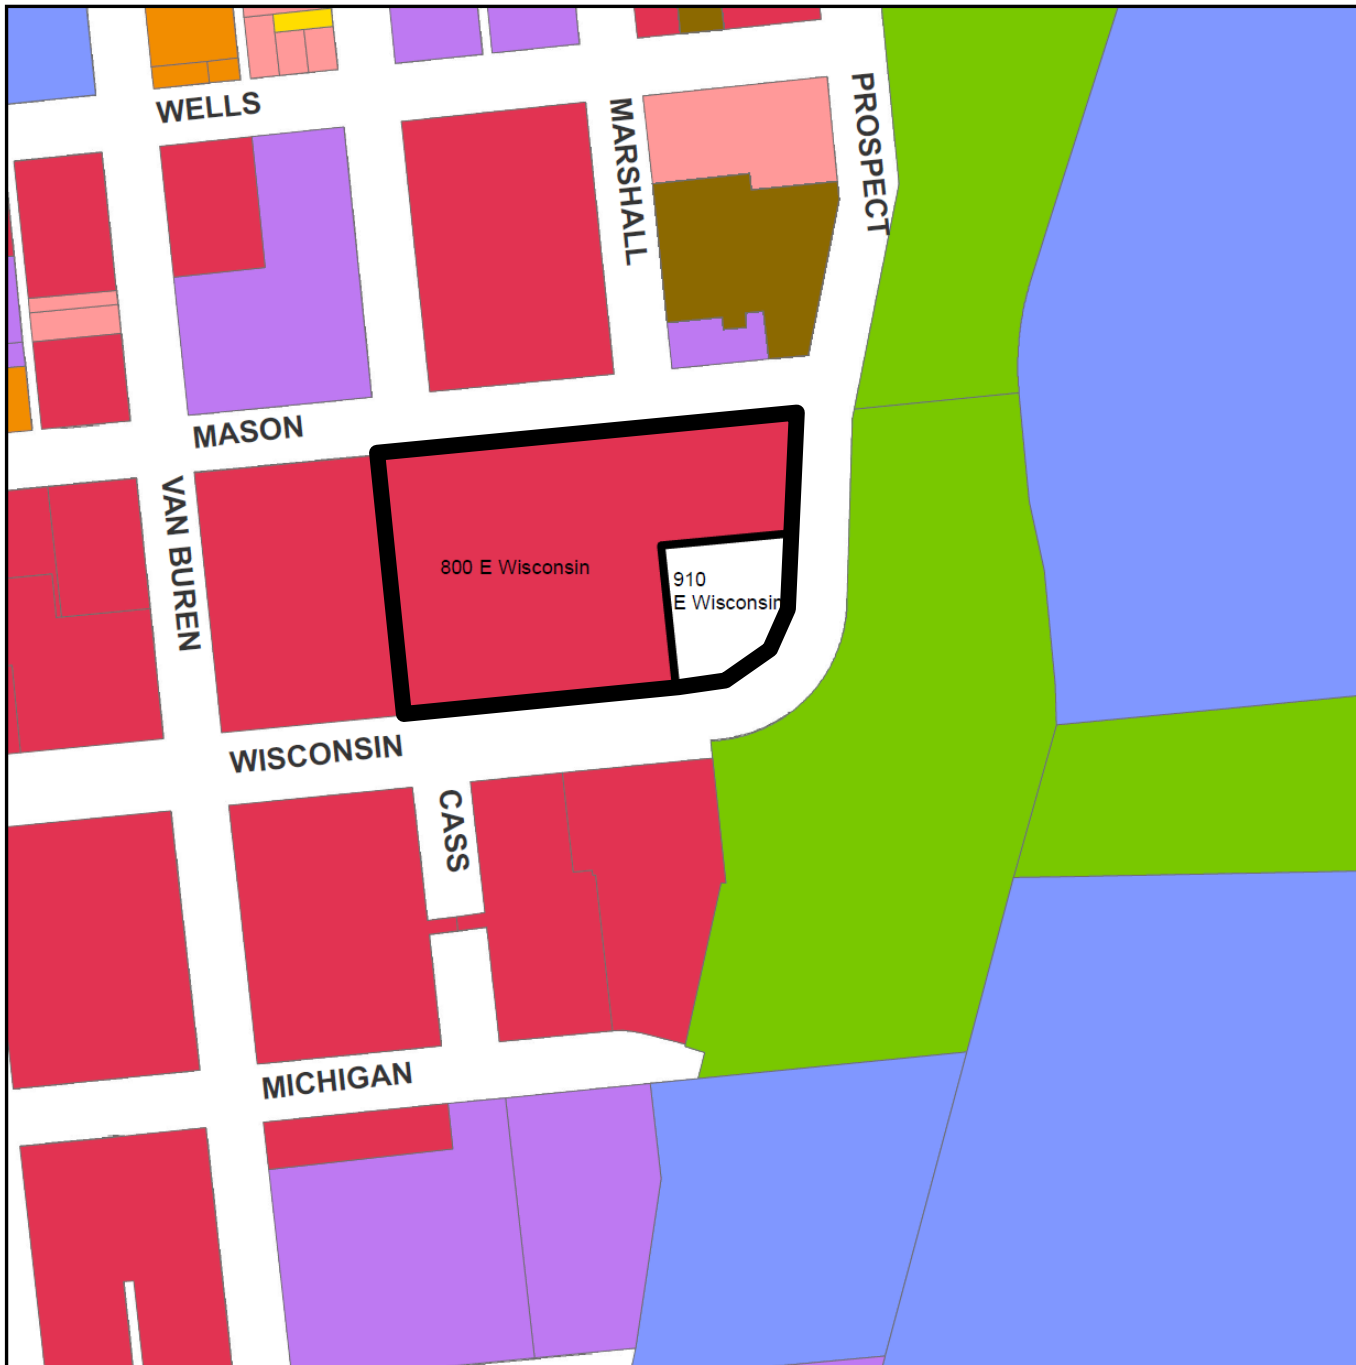 WELLS
MARSHALL
PROSPECT
MASON
VAN BUREN
800 E Wisconsin
910
E Wisconsin
WISCONSIN
CASS
MICHIGAN